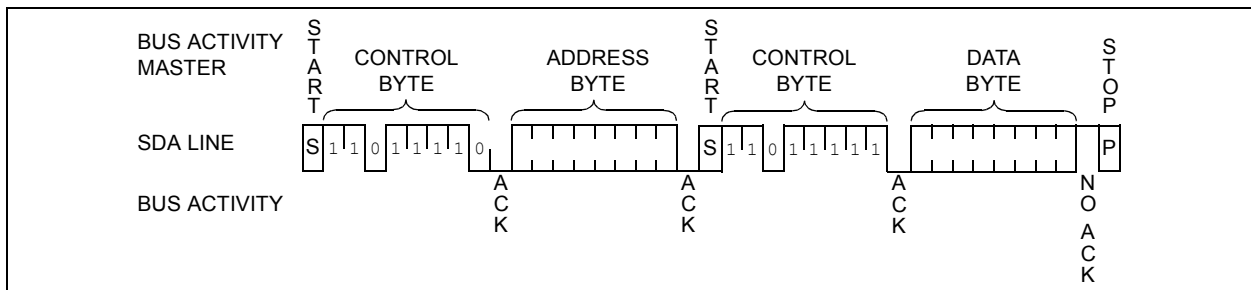 BUS ACTIVITY
MASTER
START
CONTROL
BYTE
ADDRESS
BYTE
START
CONTROL
BYTE
DATA
BYTE
STOP
SDA LINE
S 1 1 0 1 1 1 1 0 S 1 1 0 1 1 1 1 1 P
BUS ACTIVITY
ACK
ACK
ACK
NO ACK